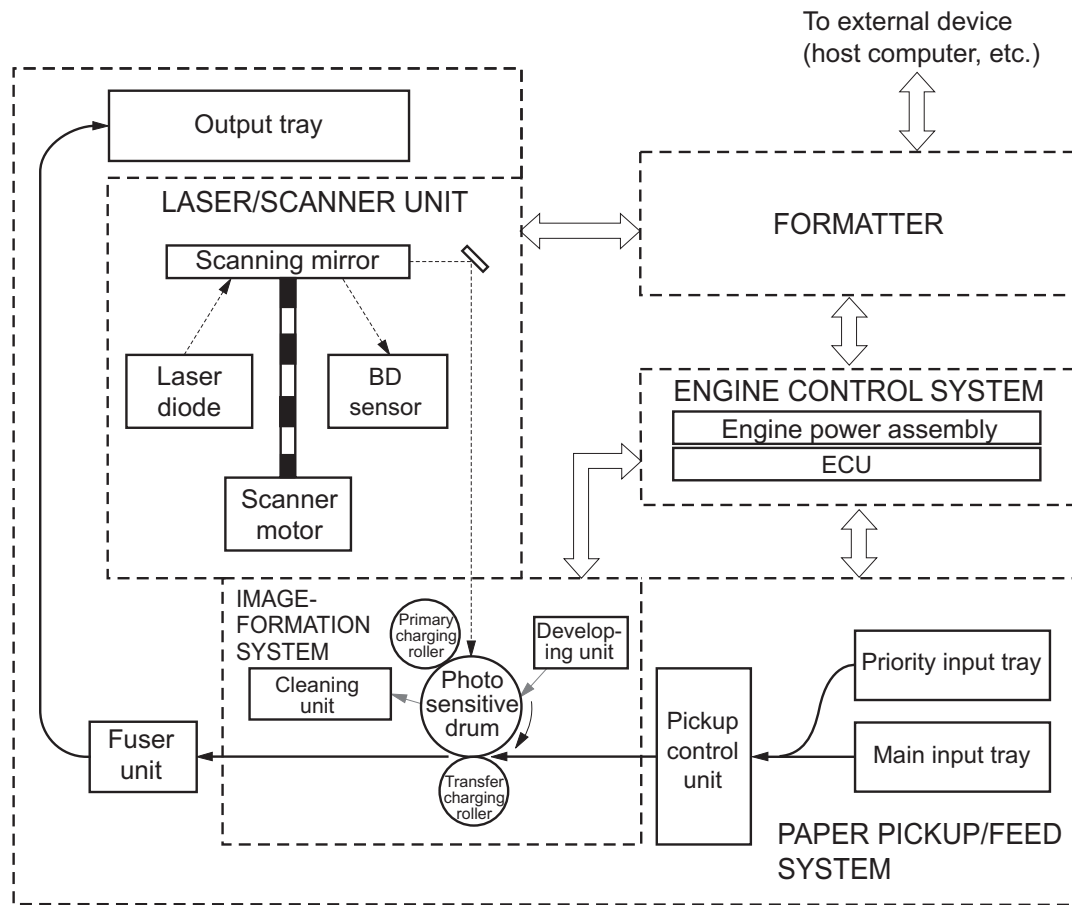 To external device
(host computer, etc.)
Output tray
LASER/SCANNER UNIT
FORMATTER
Scanning mirror
Laser
diode
BD
sensor
ENGINE CONTROL SYSTEM
Engine power assembly
ECU
Scanner
motor
IMAGE-
FORMATION
SYSTEM
Primary
charging
roller
Develop-
ing unit
Cleaning
unit
Photo
sensitive
drum
Priority input tray
Pickup
control
unit
Main input tray
Fuser
unit
Transfer
charging
roller
PAPER PICKUP/FEED
SYSTEM